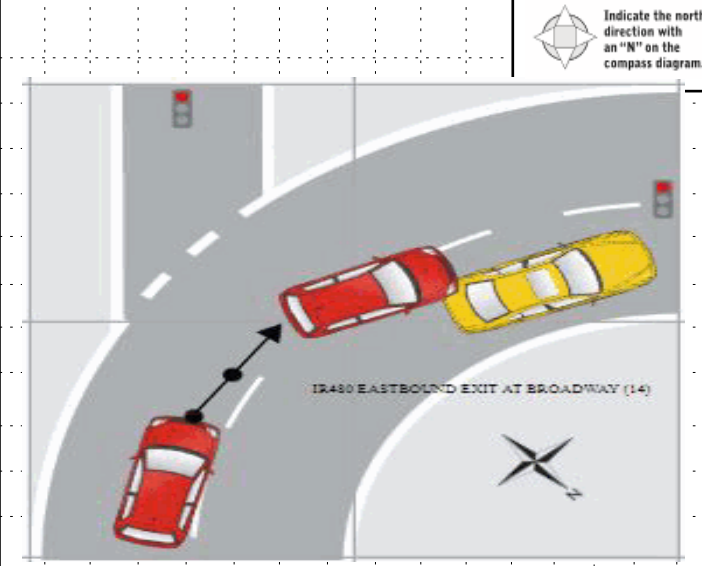 Indicate the north
direction with
an “N” on the
compass diagram.
IR480 EASTBOUND EXIT AT BROADWAY (14)
N